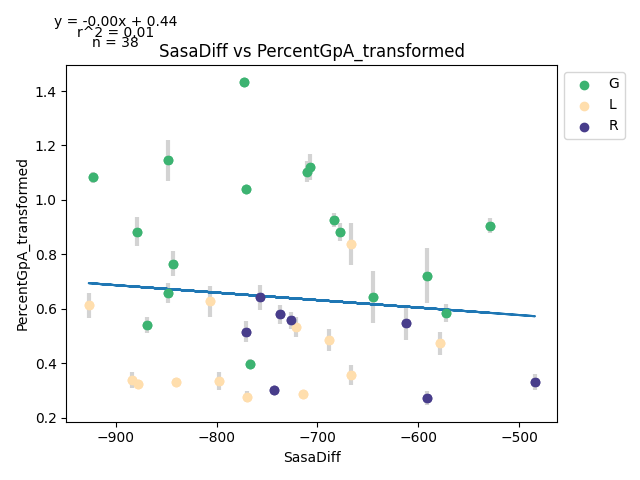 y = -0.00x + 0.44
r^2 = 0.01
n = 38
SasaDiff vs PercentGpA_transformed
G
L
R
PercentGpA_transformed
1.4
1.2
1.0
0.8
0.6
0.4
0.2
−900 −800 −700 −600 −500
SasaDiff